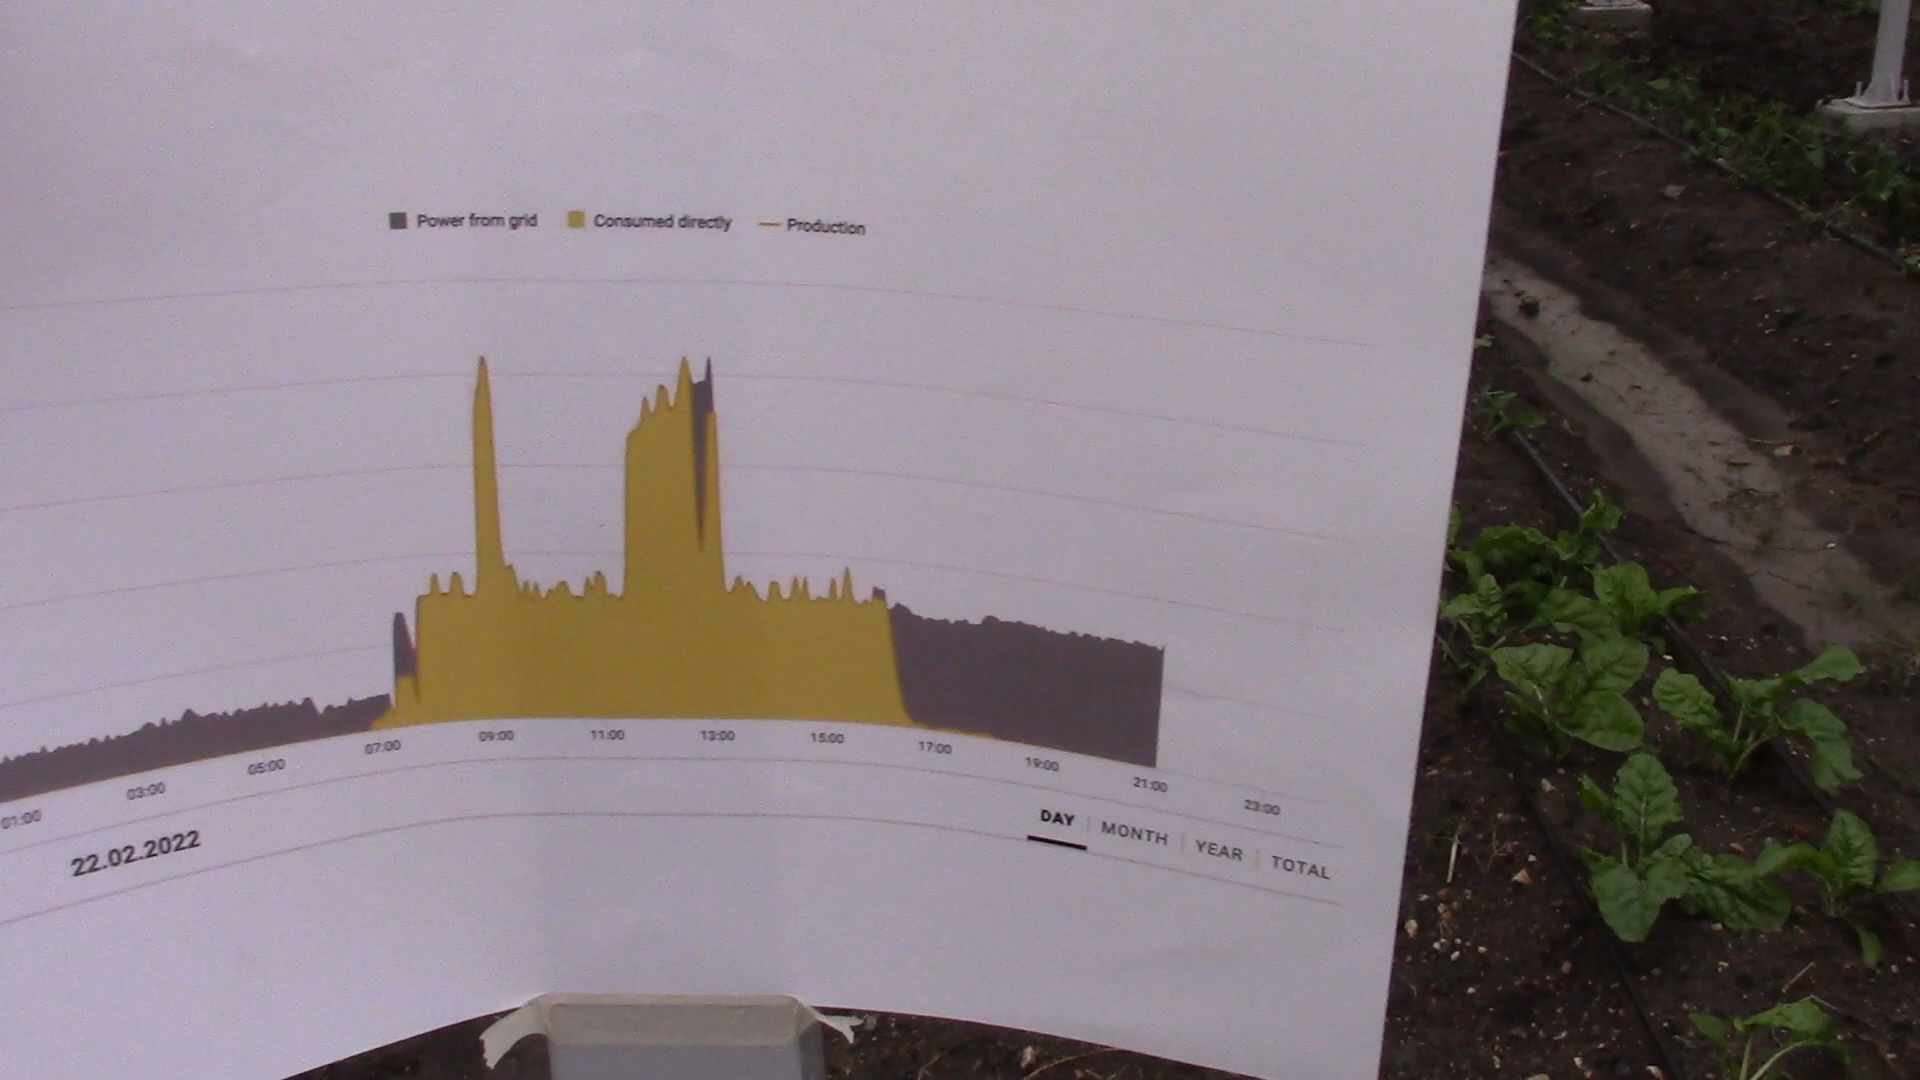 Power from grid Consumed directly Production
01:00 03:00 05:00 07:00 09:00 11:00 13:00 15:00 17:00 19:00 21:00 23:00
22.02.2022
DAY | MONTH | YEAR | TOTAL